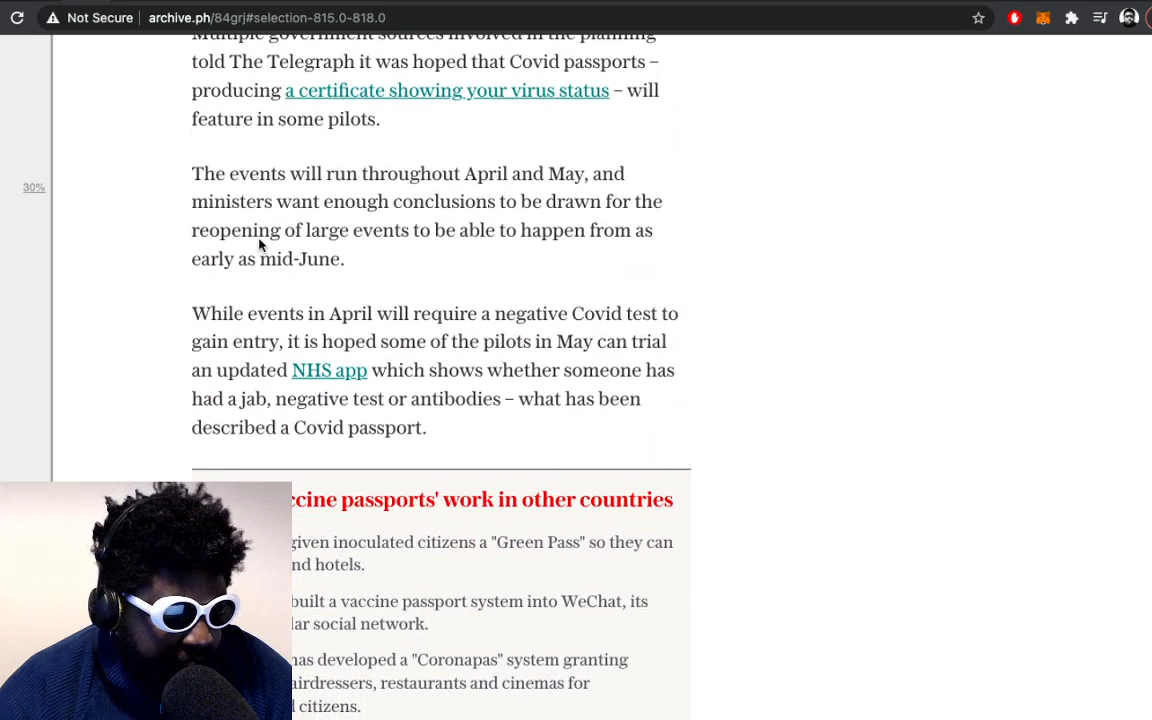 Not Secure archive.ph/84grj#selection-815.0-818.0
Multiple government sources involved in the planning
told The Telegraph it was hoped that Covid passports –
producing a certificate showing your virus status – will
feature in some pilots.
30%
The events will run throughout April and May, and
ministers want enough conclusions to be drawn for the
reopening of large events to be able to happen from as
early as mid-June.
While events in April will require a negative Covid test to
gain entry, it is hoped some of the pilots in May can trial
an updated NHS app which shows whether someone has
had a jab, negative test or antibodies – what has been
described a Covid passport.
ccine passports' work in other countries
given inoculated citizens a "Green Pass" so they can
nd hotels.
built a vaccine passport system into WeChat, its
lar social network.
has developed a "Coronapas" system granting
airdressers, restaurants and cinemas for
citizens.